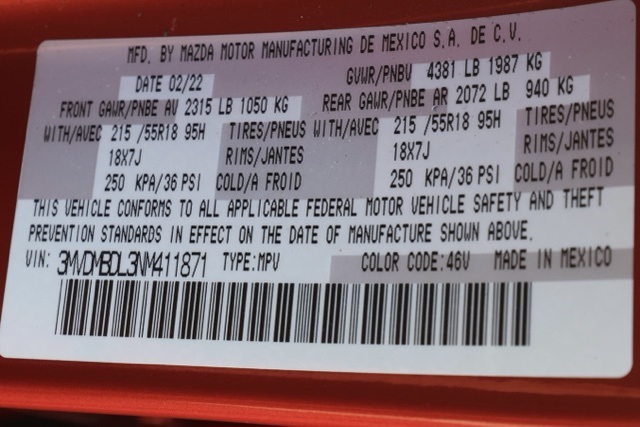 MFD. BY MAZDA MOTOR MANUFACTURING DE MEXICO S.A. DE C.V.
DATE 02/22 GVWR/PNBV 4381 LB 1987 KG
FRONT GAWR/PNBE AV 2315 LB 1050 KG REAR GAWR/PNBE AR 2072 LB 940 KG
WITH/AVEC 215 /55R18 95H TIRES/PNEUS WITH/AVEC 215 /55R18 95H TIRES/PNEUS
18X7J RIMS/JANTES 18X7J RIMS/JANTES
250 KPA/36 PSI COLD/A FROID 250 KPA/36 PSI COLD/A FROID
THIS VEHICLE CONFORMS TO ALL APPLICABLE FEDERAL MOTOR VEHICLE SAFETY AND THEFT
PREVENTION STANDARDS IN EFFECT ON THE DATE OF MANUFACTURE SHOWN ABOVE.
VIN: 3MVDMBDL3NM411871 TYPE:MPV COLOR CODE:46V MADE IN MEXICO